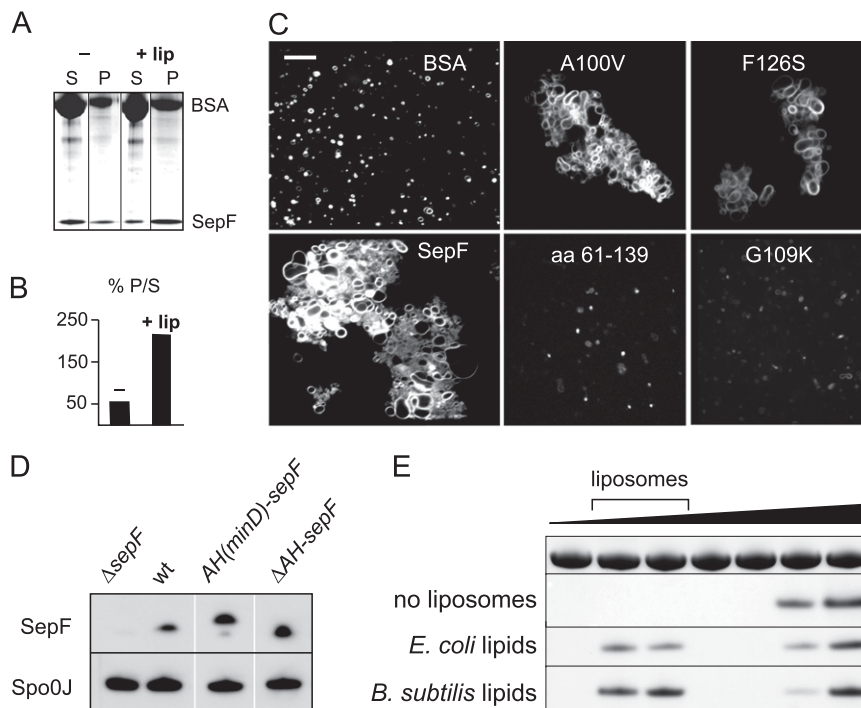 A
– + lip
S P S P
BSA
SepF
B
% P/S
250
150
50
–
+ lip
C
BSA
A100V
F126S
SepF
aa 61-139
G109K
D
ΔsepF
wt
AH(minD)-sepF
ΔAH-sepF
SepF
Spo0J
E
liposomes
no liposomes
E. coli lipids
B. subtilis lipids